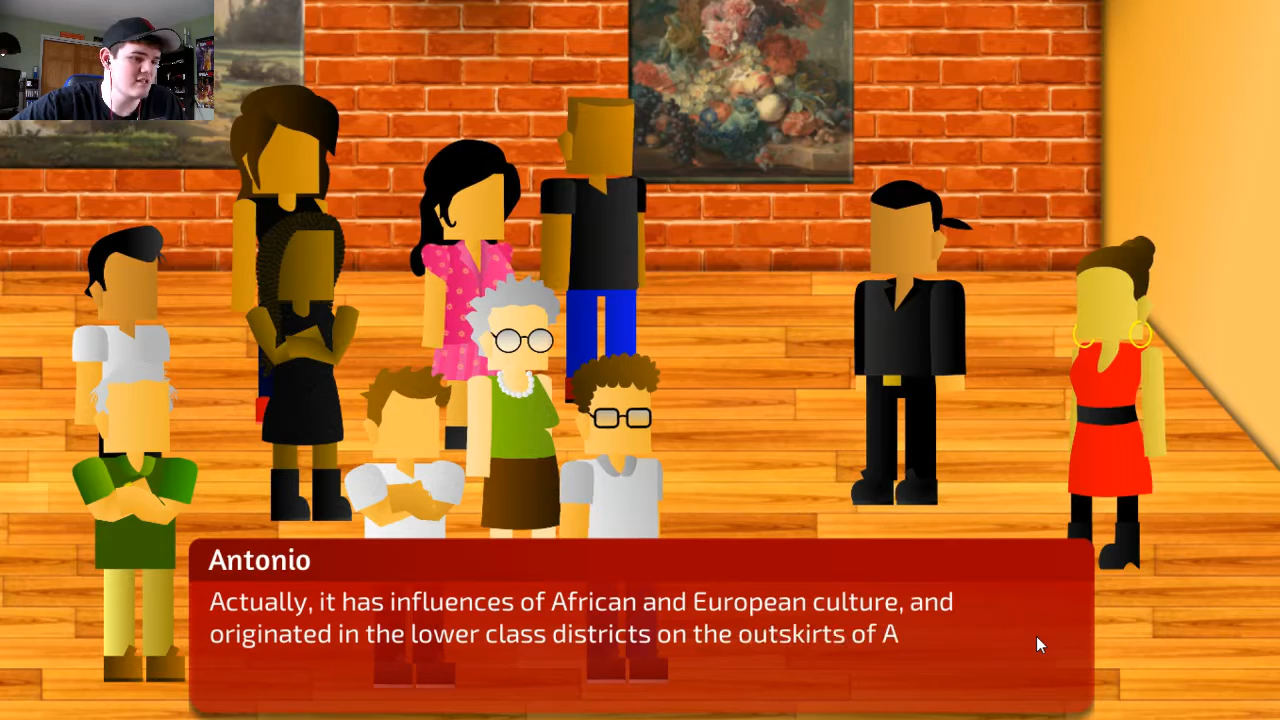 Antonio
Actually, it has influences of African and European culture, and
originated in the lower class districts on the outskirts of A